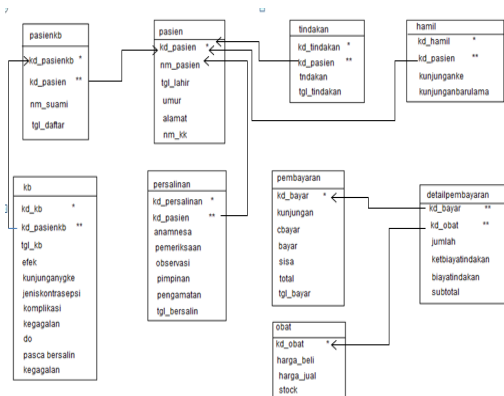 pasienkb
kd_pasienkb *
kd_pasien **
nm_suami
tgl_daftar
pasien
kd_pasien *
nm_pasien
tgl_lahir
umur
alamat
nm_kk
tindakan
kd_tindakan *
kd_pasien **
tndakan
tgl_tindakan
hamil
kd_hamil *
kd_pasien **
kunjunganke
kunjunganbarulama
kb
kd_kb *
kd_pasienkb **
tgl_kb
efek
kunjunganygke
jeniskontrasepsi
komplikasi
kegagalan
do
pasca bersalin
kegagalan
persalinan
kd_persalinan *
kd_pasien **
anamnesa
pemeriksaan
observasi
pimpinan
pengamatan
tgl_bersalin
pembayaran
kd_bayar *
kunjungan
cbayar
bayar
sisa
total
tgl_bayar
detailpembayaran
kd_bayar **
kd_obat **
jumlah
ketbiayatindakan
biayatindakan
subtotal
obat
kd_obat *
harga_beli
harga_jual
stock